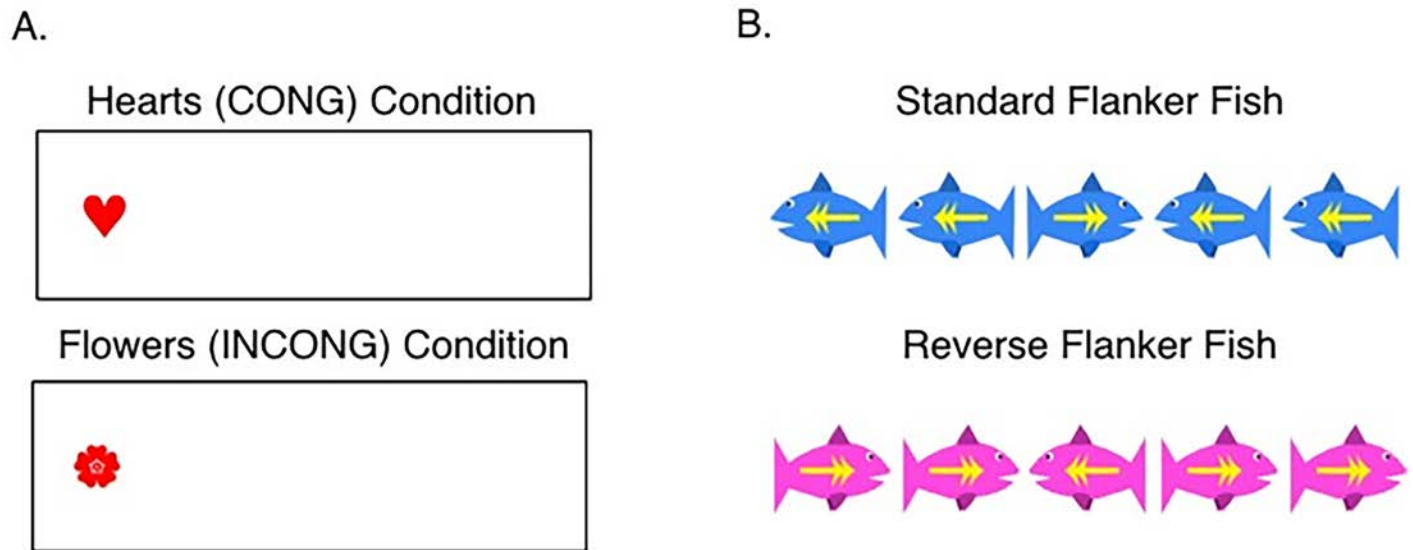 A.
Hearts (CONG) Condition
Flowers (INCONG) Condition
B.
Standard Flanker Fish
Reverse Flanker Fish